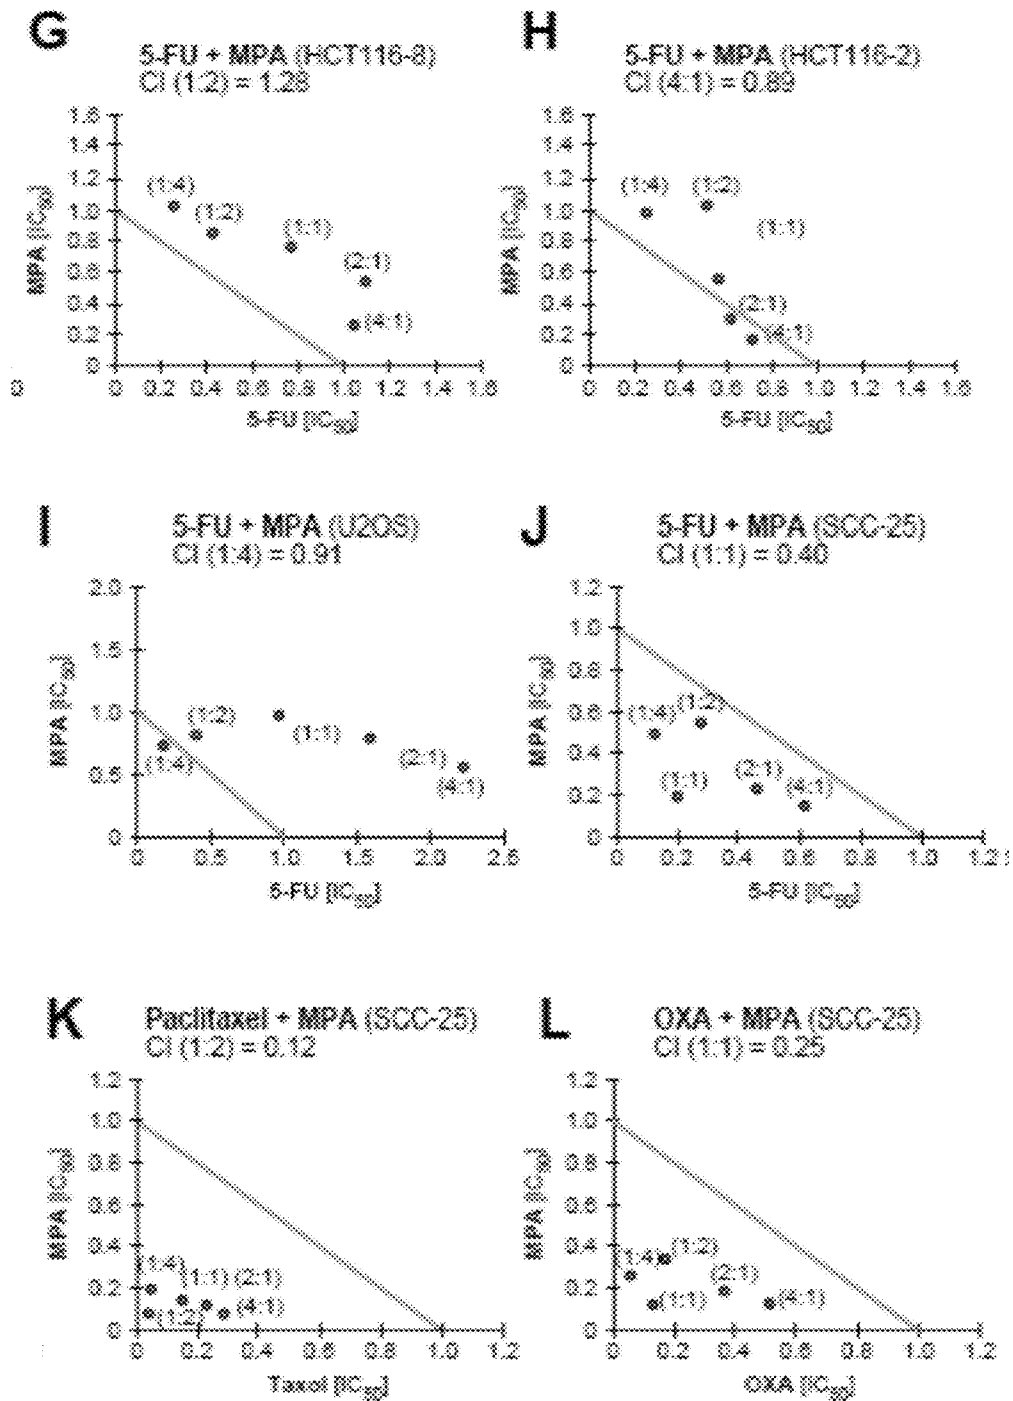 G
5-FU + MPA (HCT116-8)
CI (1:2) = 1.28
1.6
1.4
1.2
1.0
0.8
0.6
0.4
0.2
0
MPA [IC50]
(1:4)
(1:2)
(1:1)
(2:1)
(4:1)
0
0 0.2 0.4 0.6 0.8 1.0 1.2 1.4 1.6
5-FU [IC50]
H
5-FU + MPA (HCT116-2)
CI (4:1) = 0.89
1.6
1.4
1.2
1.0
0.8
0.6
0.4
0.2
0
MPA [IC50]
(1:4)
(1:2)
(1:1)
(2:1)
(4:1)
0 0.2 0.4 0.6 0.8 1.0 1.2 1.4 1.6
5-FU [IC50]
I
5-FU + MPA (U2OS)
CI (1:4) = 0.91
2.0
1.5
1.0
0.5
0
MPA [IC50]
(1:2)
(1:4)
(1:1)
(2:1)
(4:1)
0 0.5 1.0 1.5 2.0 2.5
5-FU [IC50]
J
5-FU + MPA (SCC-25)
CI (1:1) = 0.40
1.2
1.0
0.8
0.6
0.4
0.2
0
MPA [IC50]
(1:4)
(1:2)
(1:1)
(2:1)
(4:1)
0 0.2 0.4 0.6 0.8 1.0 1.2
5-FU [IC50]
K
Paclitaxel + MPA (SCC-25)
CI (1:2) = 0.12
1.2
1.0
0.8
0.6
0.4
0.2
0
MPA [IC50]
(1:4)
(1:1) (2:1)
(1:2)
(4:1)
0 0.2 0.4 0.6 0.8 1.0 1.2
Taxol [IC50]
L
OXA + MPA (SCC-25)
CI (1:1) = 0.25
1.2
1.0
0.8
0.6
0.4
0.2
0
MPA [IC50]
(1:4)
(1:2)
(1:1)
(2:1)
(4:1)
0 0.2 0.4 0.6 0.8 1.0 1.2
OXA [IC50]